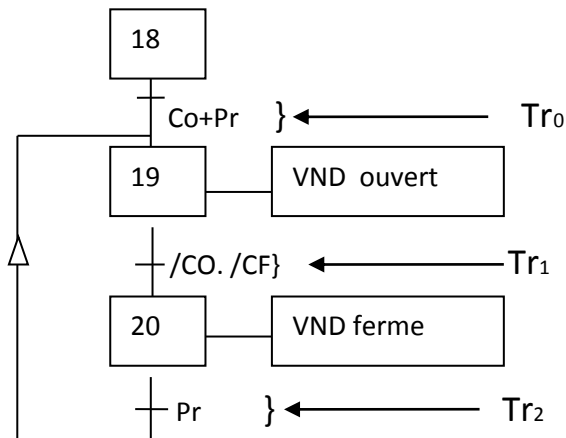 18
Co+Pr } Tr0
19 VND ouvert
/CO. /CF} Tr1
20 VND ferme
Pr } Tr2